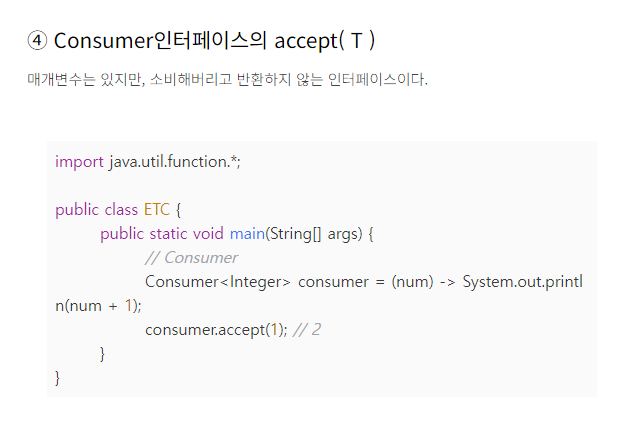 ④ Consumer인터페이스의 accept( T )
매개변수는 있지만, 소비해버리고 반환하지 않는 인터페이스이다.
import java.util.function.*;
public class ETC {
public static void main(String[] args) {
// Consumer
Consumer<Integer> consumer = (num) -> System.out.printl
n(num + 1);
consumer.accept(1); // 2
}
}